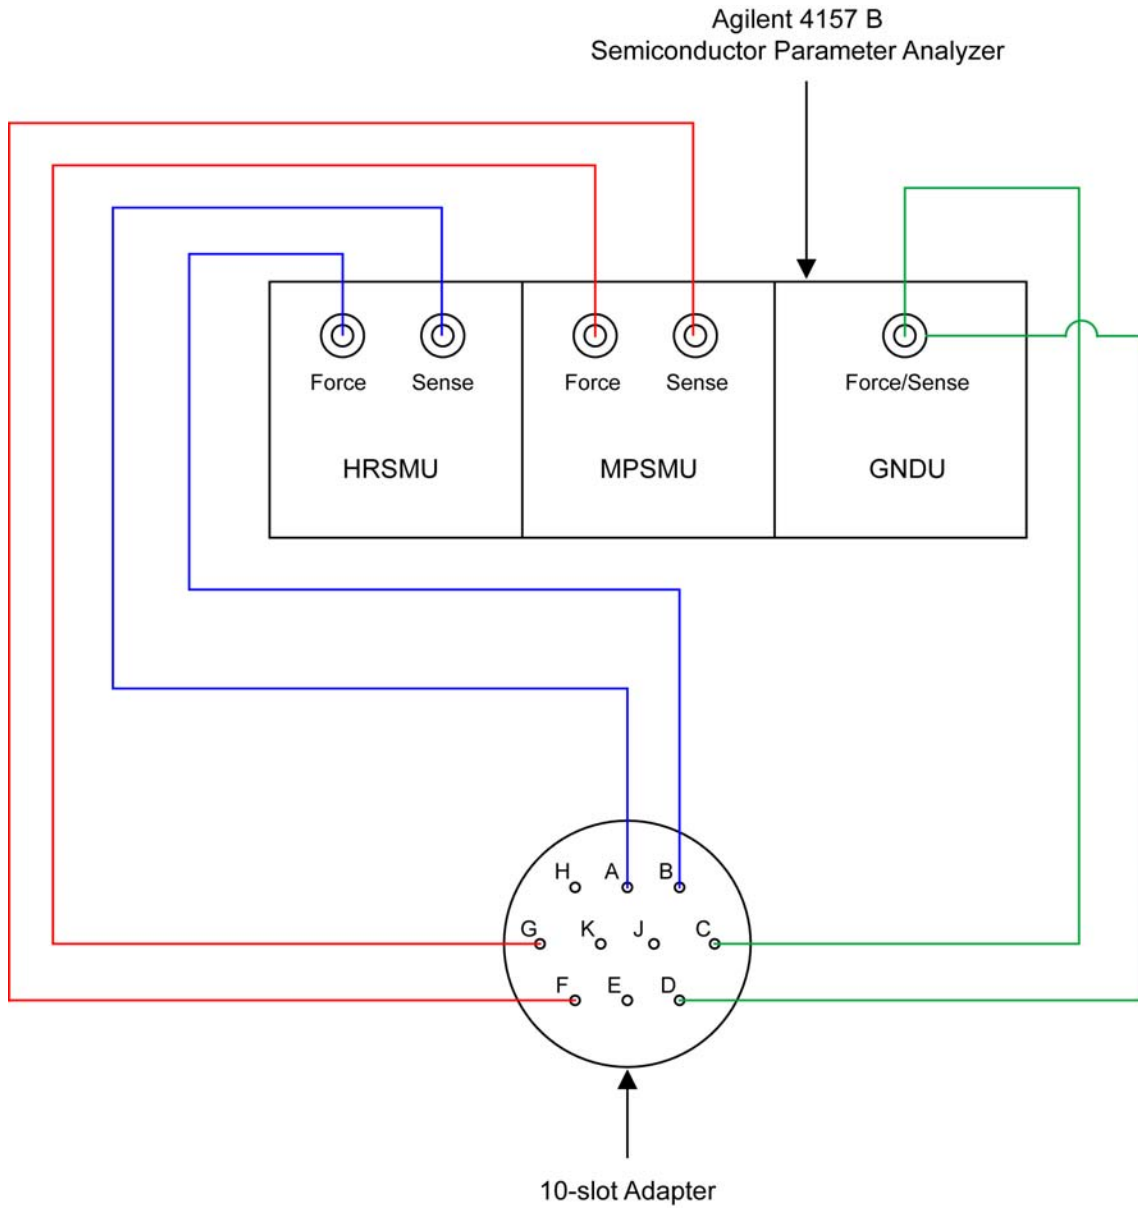 Agilent 4157 B
Semiconductor Parameter Analyzer
Force Sense Force Sense Force/Sense
HRSMU MPSMU GNDU
H A B
G K J C
F E D
10-slot Adapter